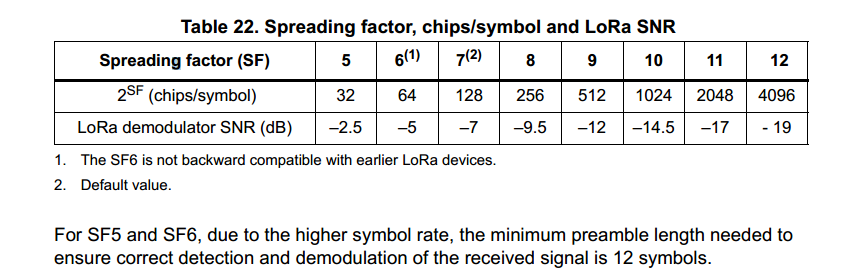 Table 22. Spreading factor, chips/symbol and LoRa SNR
Spreading factor (SF) 5 6(1) 7(2) 8 9 10 11 12
2SF (chips/symbol) 32 64 128 256 512 1024 2048 4096
LoRa demodulator SNR (dB) –2.5 –5 –7 –9.5 –12 –14.5 –17 - 19
1. The SF6 is not backward compatible with earlier LoRa devices.
2. Default value.
For SF5 and SF6, due to the higher symbol rate, the minimum preamble length needed to
ensure correct detection and demodulation of the received signal is 12 symbols.